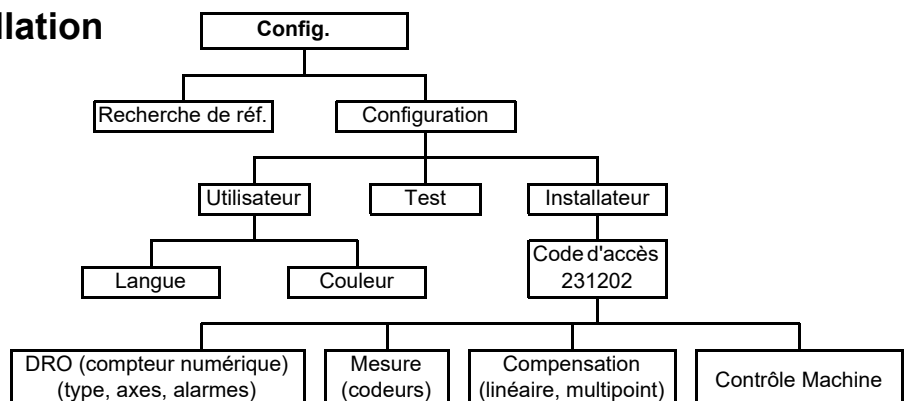 llation
Config.
Recherche de réf.
Configuration
Utilisateur
Test
Installateur
Langue
Couleur
Code d'accès
231202
DRO (compteur numérique)
(type, axes, alarmes)
Mesure
(codeurs)
Compensation
(linéaire, multipoint)
Contrôle Machine